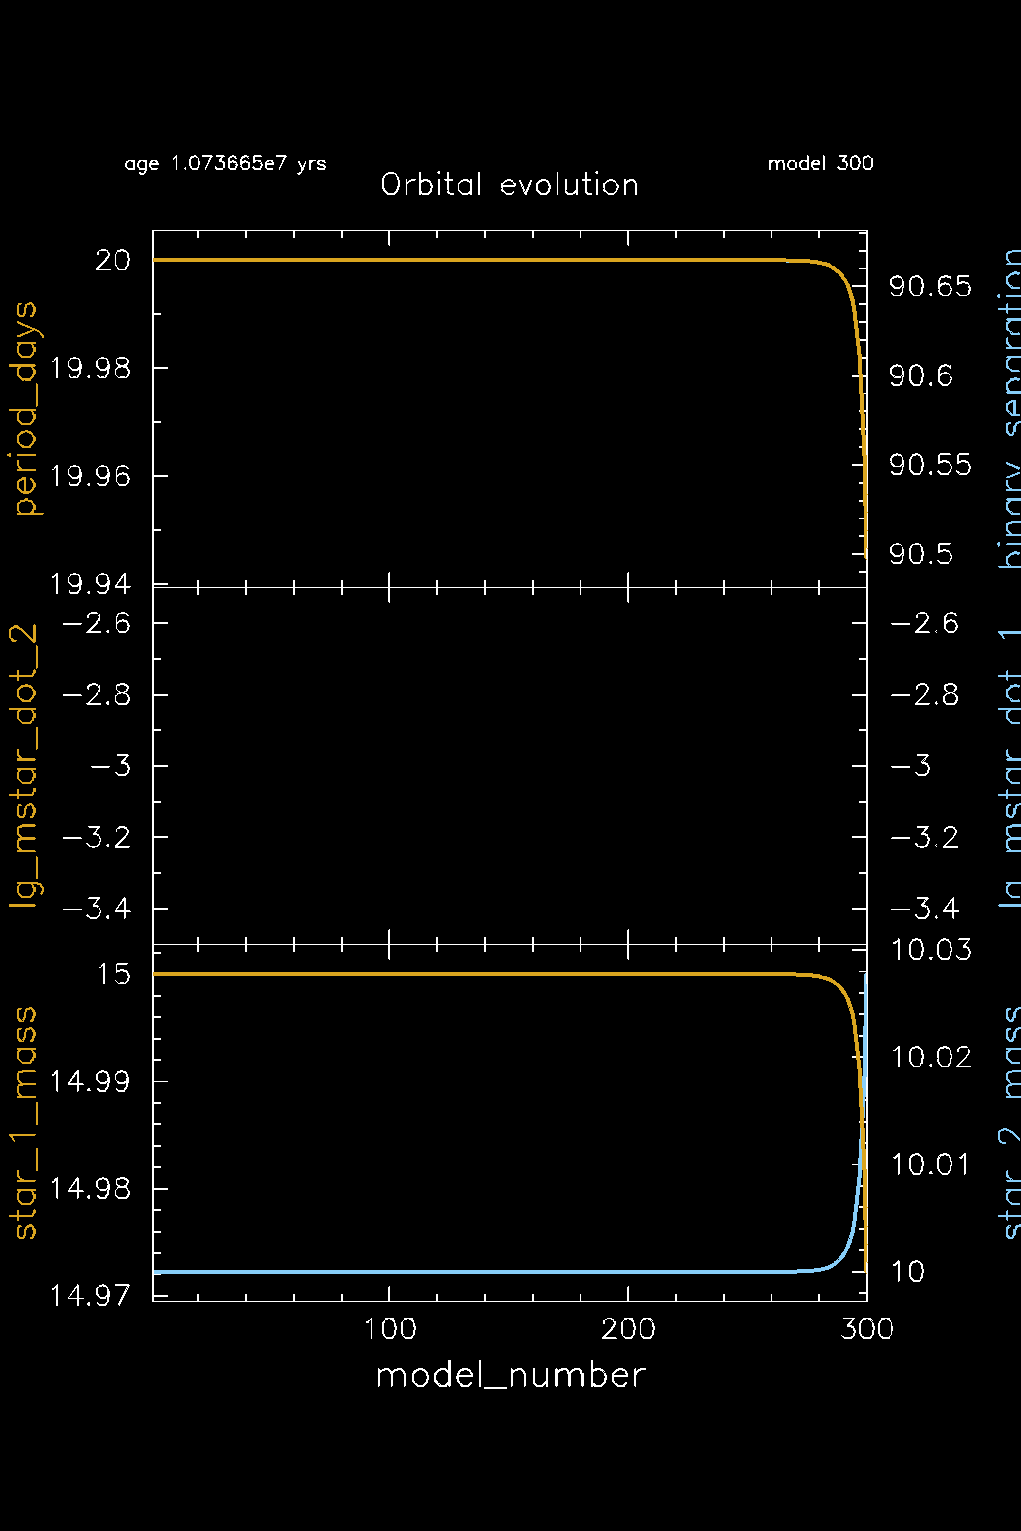 age 1.073665e7 yrs
model 300
Orbital evolution
period_days
20
19.98
19.96
19.94
90.65
90.6
90.55
90.5
binary_separation
lg_mstar_dot_2
−2.6
−2.8
−3
−3.2
−3.4
−2.6
−2.8
−3
−3.2
−3.4
lg_mstar_dot_1
star_1_mass
15
14.99
14.98
14.97
10.03
10.02
10.01
10
star_2_mass
100
200
300
model_number